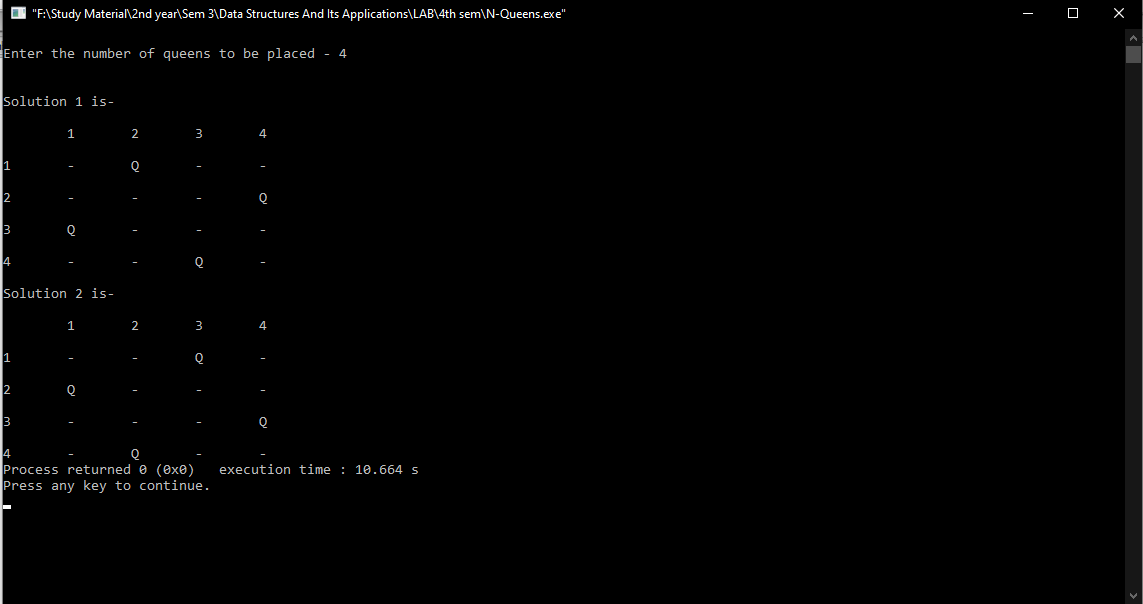 "F:\Study Material\2nd year\Sem 3\Data Structures And Its Applications\LAB\4th sem\N-Queens.exe"
Enter the number of queens to be placed - 4
Solution 1 is-
1 2 3 4
1 - Q - -
2 - - - Q
3 Q - - -
4 - - Q -
Solution 2 is-
1 2 3 4
1 - - Q -
2 Q - - -
3 - - - Q
4 - Q - -
Process returned 0 (0x0) execution time : 10.664 s
Press any key to continue.